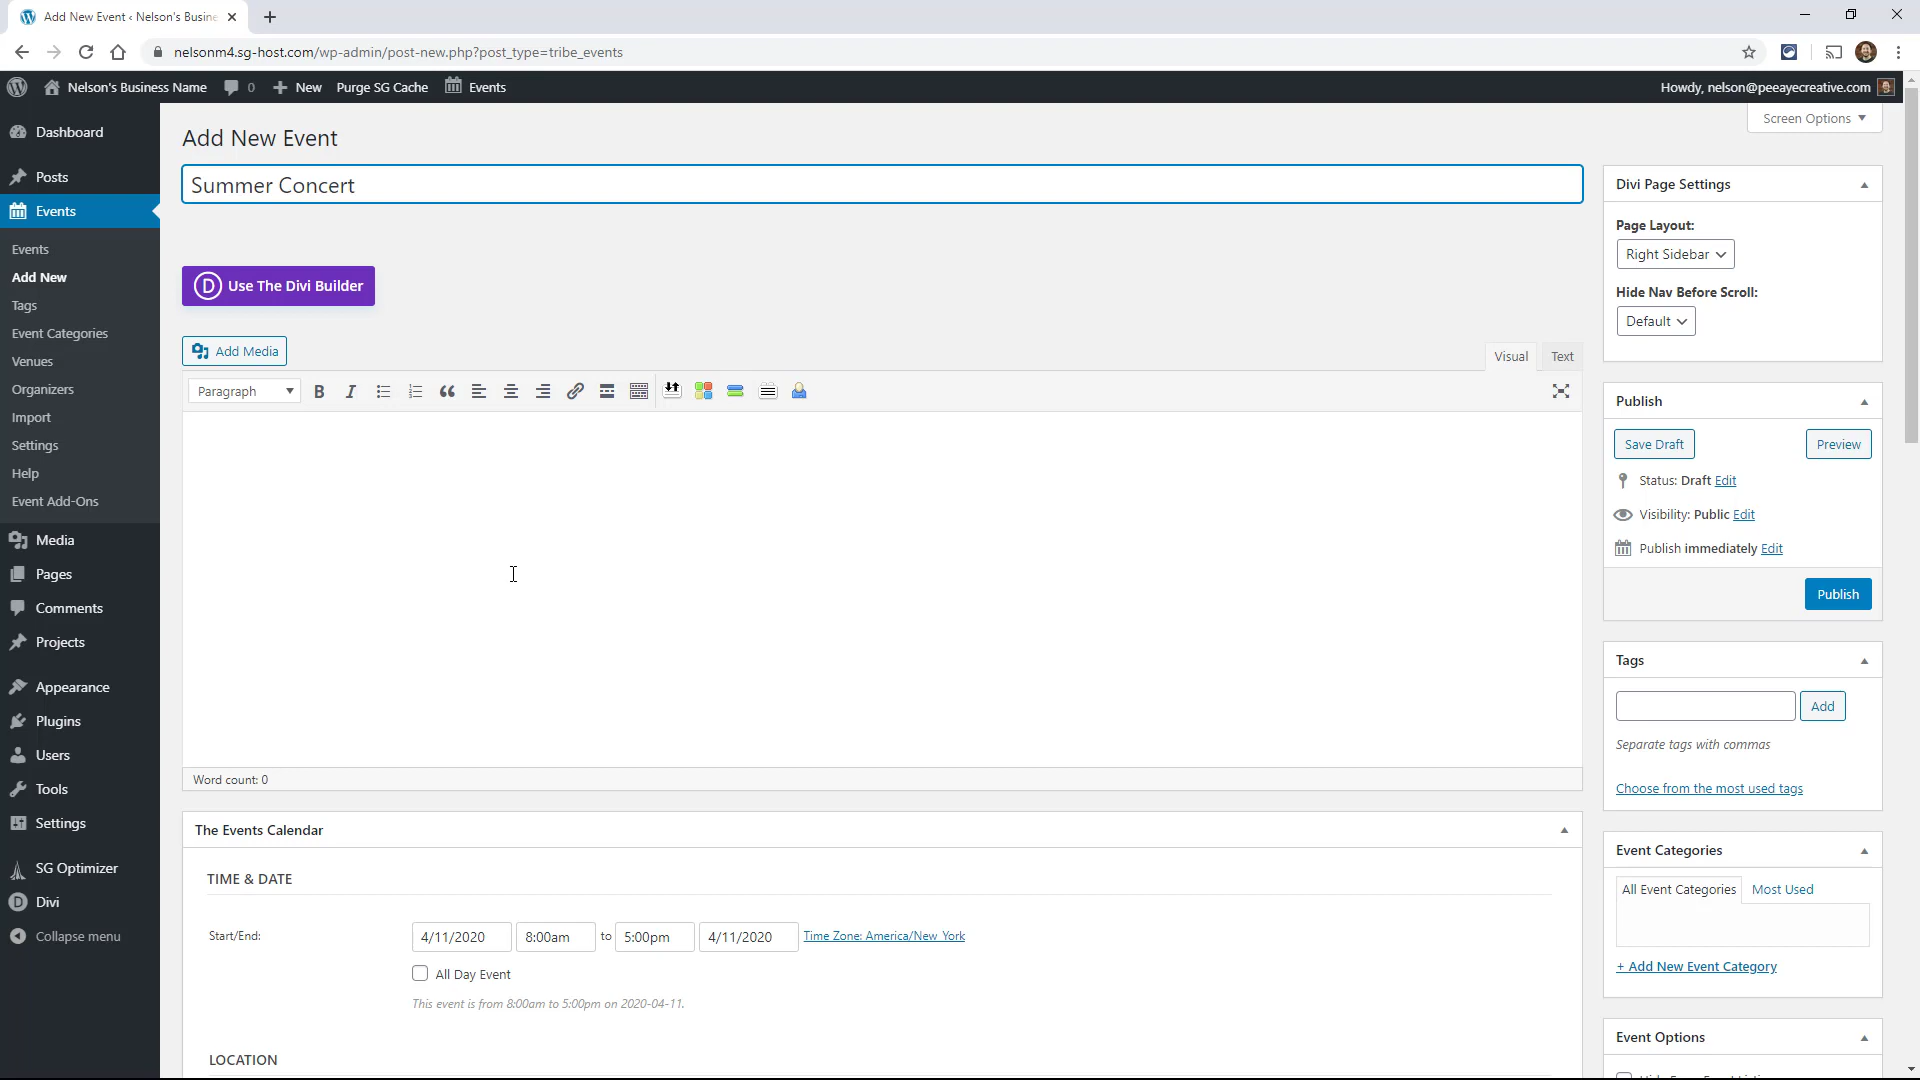 Add New Event ‹ Nelson's Busine
nelsonm4.sg-host.com/wp-admin/post-new.php?post_type=tribe_events
Nelson's Business Name 0 New Purge SG Cache Events
Howdy, nelson@peeayecreative.com
Screen Options
Dashboard
Posts
Events
Events
Add New
Tags
Event Categories
Venues
Organizers
Import
Settings
Help
Event Add-Ons
Media
Pages
Comments
Projects
Appearance
Plugins
Users
Tools
Settings
SG Optimizer
Divi
Collapse menu
Add New Event
Summer Concert
D Use The Divi Builder
Add Media
Visual Text
Paragraph B I
Word count: 0
The Events Calendar
TIME & DATE
Start/End: 4/11/2020 8:00am to 5:00pm 4/11/2020 Time Zone: America/New York
All Day Event
This event is from 8:00am to 5:00pm on 2020-04-11.
LOCATION
Divi Page Settings
Page Layout:
Right Sidebar
Hide Nav Before Scroll:
Default
Publish
Save Draft Preview
Status: Draft Edit
Visibility: Public Edit
Publish immediately Edit
Publish
Tags
Add
Separate tags with commas
Choose from the most used tags
Event Categories
All Event Categories Most Used
+ Add New Event Category
Event Options